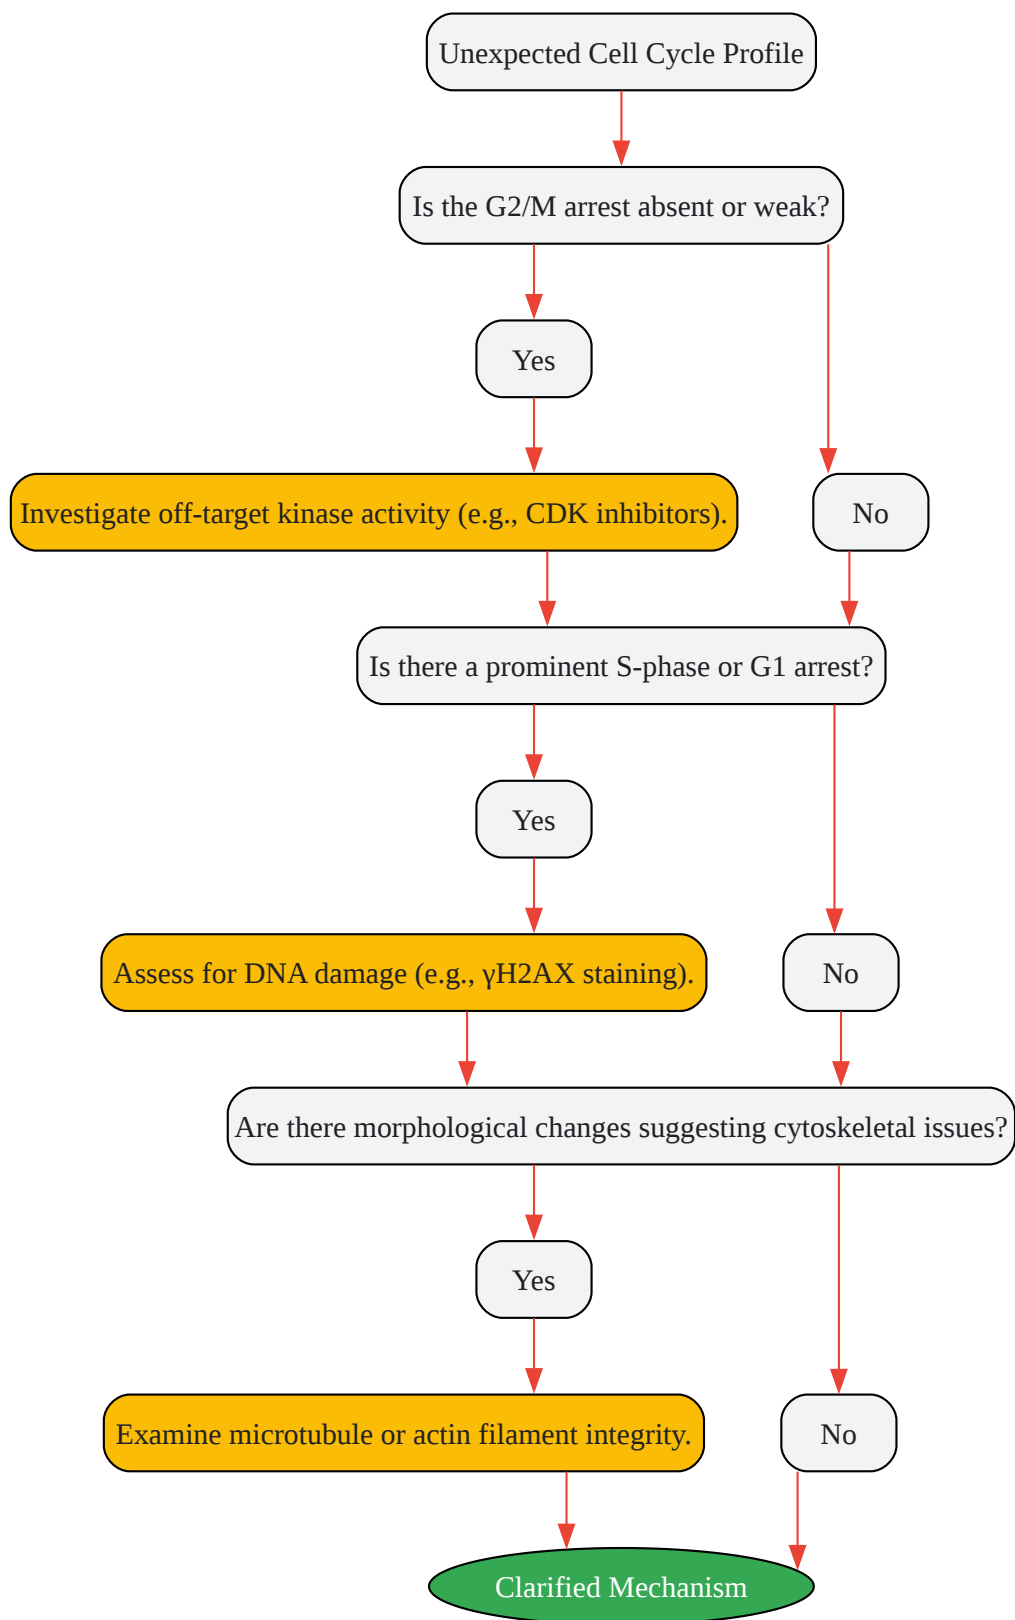 Unexpected Cell Cycle Profile
Is the G2/M arrest absent or weak?
Yes
Investigate off-target kinase activity (e.g., CDK inhibitors).
No
Is there a prominent S-phase or G1 arrest?
Yes
Assess for DNA damage (e.g., γH2AX staining).
No
Are there morphological changes suggesting cytoskeletal issues?
Yes
Examine microtubule or actin filament integrity.
No
Clarified Mechanism